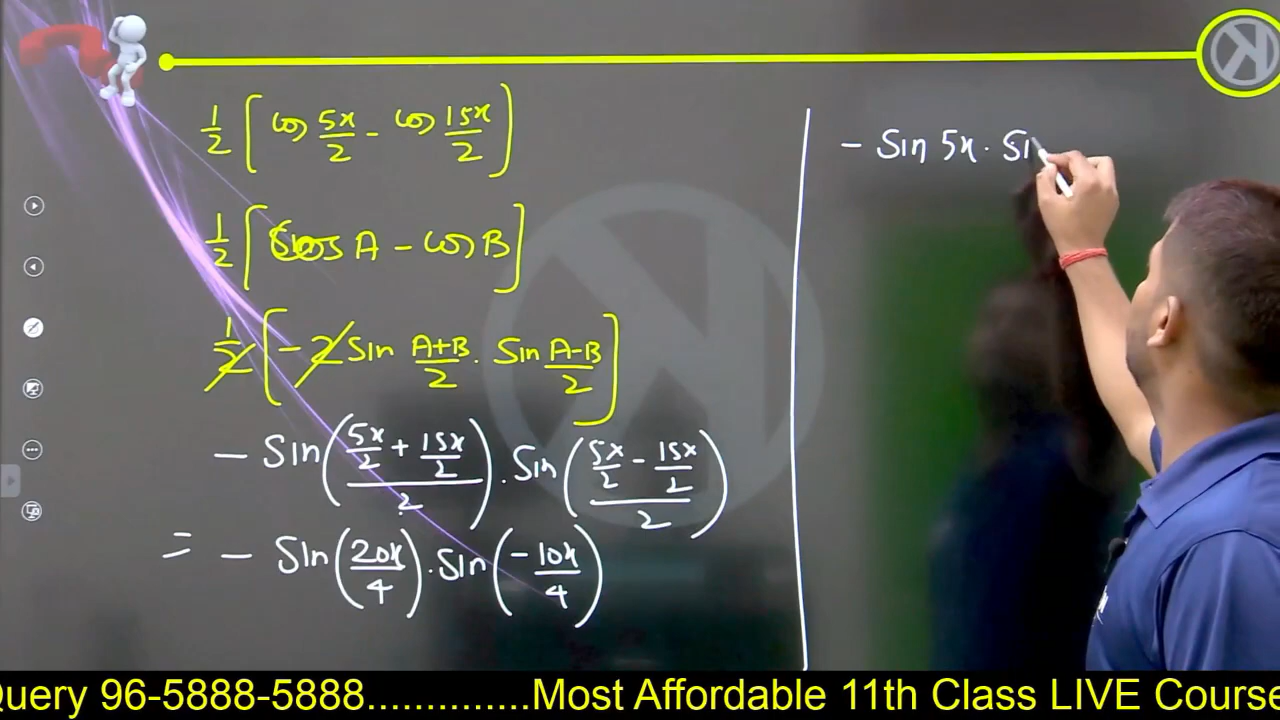 1/2 [cos 5x/2 - cos 15x/2]
1/2 [cos A - cos B]
1/2 [-2 Sin A+B/2 . Sin A-B/2]
- Sin((5x/2 + 15x/2)/2) . Sin((5x/2 - 15x/2)/2)
= - Sin(20x/4) . Sin(-10x/4)
- Sin 5x . Si
Query 96-5888-5888..............Most Affordable 11th Class LIVE Course